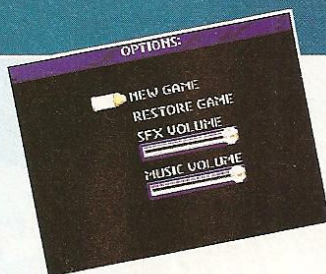 OPTIONS:
NEW GAME
RESTORE GAME
SFX VOLUME
MUSIC VOLUME